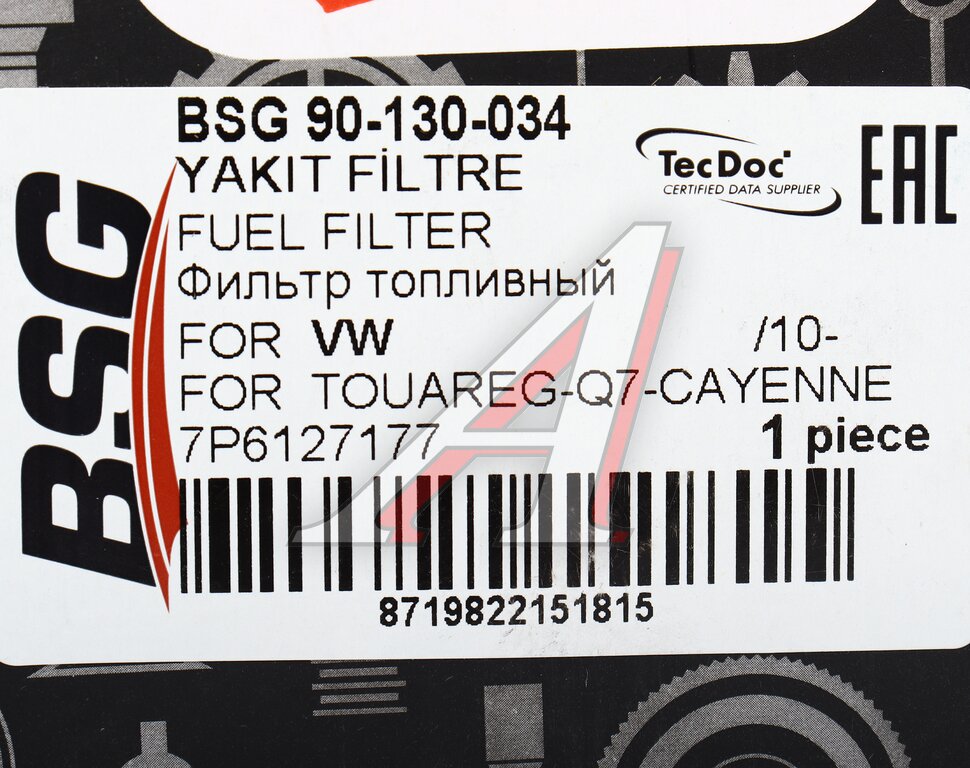 BSG
BSG 90-130-034
YAKIT FİLTRE
FUEL FILTER
Фильтр топливный
FOR VW /10-
FOR TOUAREG-Q7-CAYENNE
7P6127177
1 piece
8719822151815
TecDoc
CERTIFIED DATA SUPPLIER
EAC